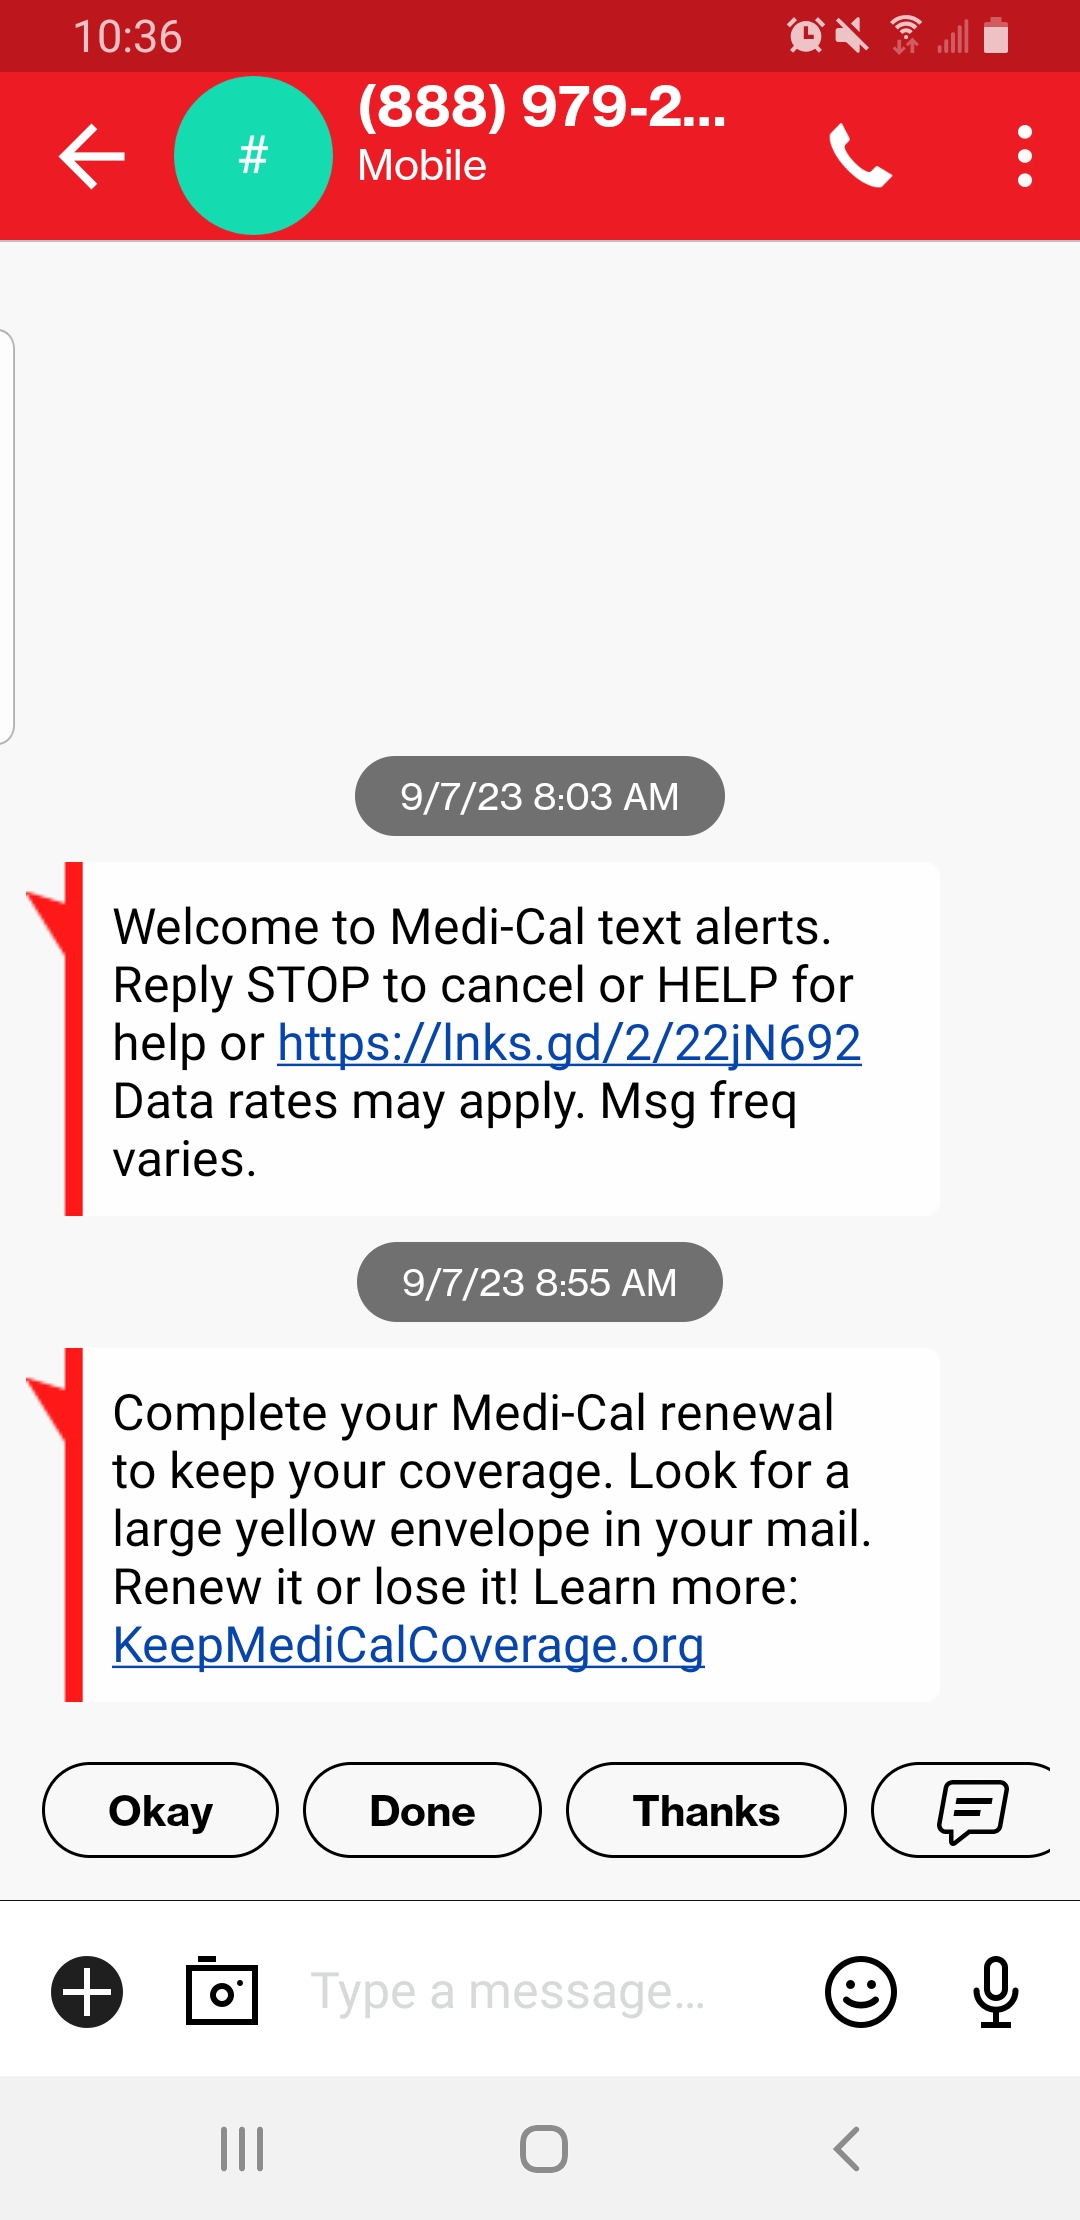 10:36
#
(888) 979-2...
Mobile
9/7/23 8:03 AM
Welcome to Medi-Cal text alerts.
Reply STOP to cancel or HELP for
help or https://lnks.gd/2/22jN692
Data rates may apply. Msg freq
varies.
9/7/23 8:55 AM
Complete your Medi-Cal renewal
to keep your coverage. Look for a
large yellow envelope in your mail.
Renew it or lose it! Learn more:
KeepMediCalCoverage.org
Okay
Done
Thanks
Type a message...